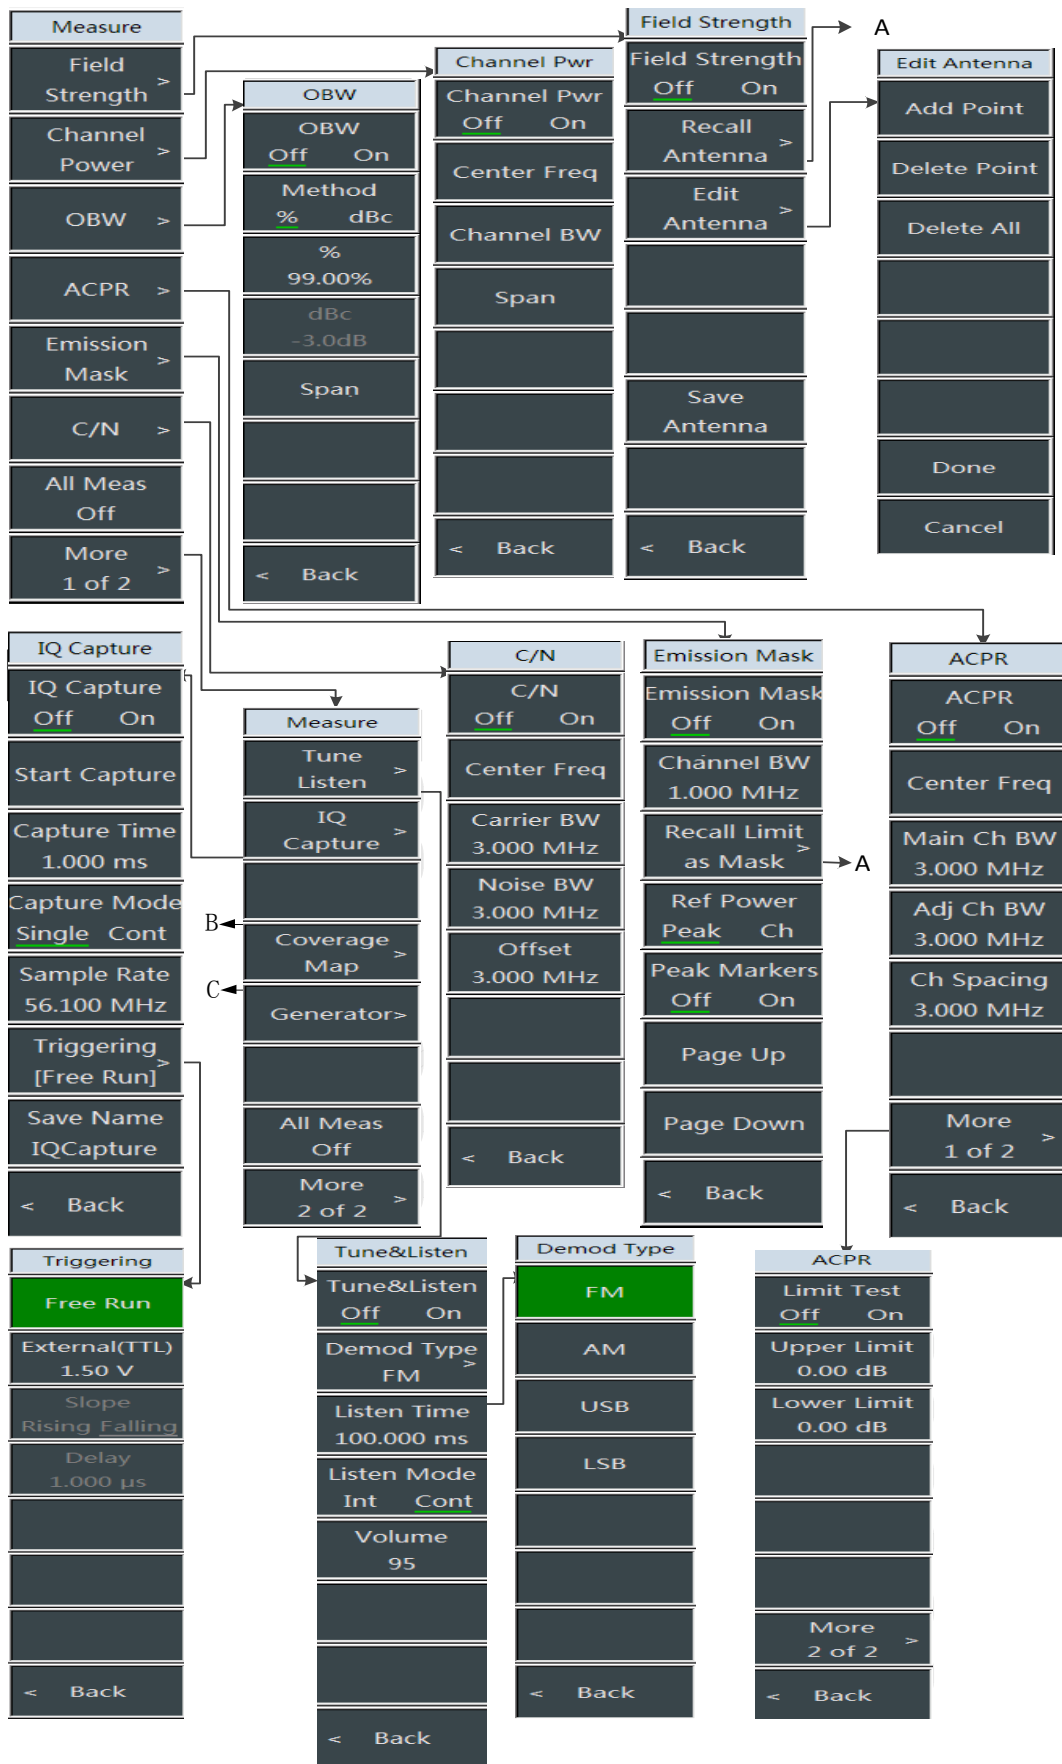 Measure
Field
Strength >
Channel
Power >
OBW >
ACPR >
Emission
Mask >
C/N >
All Meas
Off
More
1 of 2 >
OBW
OBW
Off On
Method
% dBc
%
99.00%
dBc
-3.0dB
Span
< Back
Channel Pwr
Channel Pwr
Off On
Center Freq
Channel BW
Span
< Back
Field Strength
Field Strength
Off On
Recall
Antenna >
Edit
Antenna >
Save
Antenna
< Back
A
Edit Antenna
Add Point
Delete Point
Delete All
Done
Cancel
IQ Capture
IQ Capture
Off On
Start Capture
Capture Time
1.000 ms
Capture Mode
Single Cont
Sample Rate
56.100 MHz
Triggering >
[Free Run]
Save Name
IQCapture
< Back
Measure
Tune
Listen >
IQ
Capture >
B
Coverage
Map >
C
Generator>
All Meas
Off
More
2 of 2 >
C/N
C/N
Off On
Center Freq
Carrier BW
3.000 MHz
Noise BW
3.000 MHz
Offset
3.000 MHz
< Back
Emission Mask
Emission Mask
Off On
Channel BW
1.000 MHz
Recall Limit
as Mask >
A
Ref Power
Peak Ch
Peak Markers
Off On
Page Up
Page Down
< Back
ACPR
ACPR
Off On
Center Freq
Main Ch BW
3.000 MHz
Adj Ch BW
3.000 MHz
Ch Spacing
3.000 MHz
More
1 of 2 >
< Back
Triggering
Free Run
External(TTL)
1.50 V
Slope
Rising Falling
Delay
1.000 μs
< Back
Tune&Listen
Tune&Listen
Off On
Demod Type
FM >
Listen Time
100.000 ms
Listen Mode
Int Cont
Volume
95
< Back
Demod Type
FM
AM
USB
LSB
< Back
ACPR
Limit Test
Off On
Upper Limit
0.00 dB
Lower Limit
0.00 dB
More
2 of 2 >
< Back